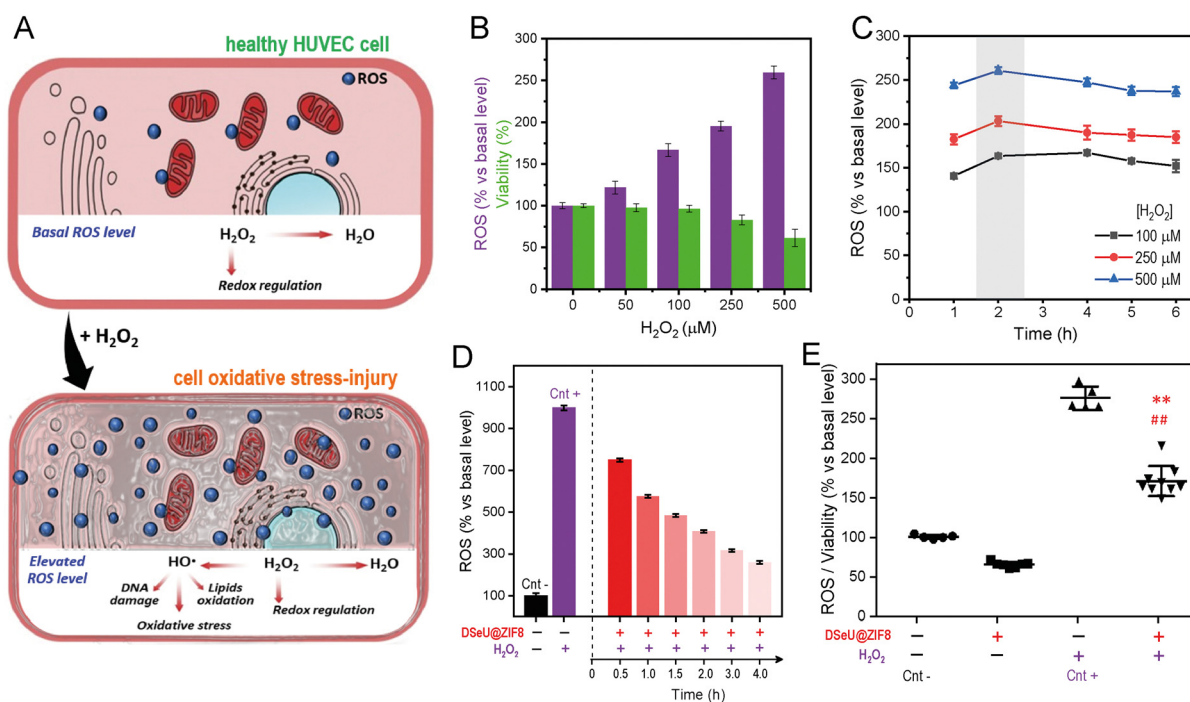 A
healthy HUVEC cell
ROS
Basal ROS level
H₂O₂
H₂O
Redox regulation
+ H₂O₂
cell oxidative stress-injury
ROS
Elevated ROS level
HO•
H₂O₂
H₂O
DNA damage
Lipids oxidation
Redox regulation
Oxidative stress
B
ROS (% vs basal level)
Viability (%)
300
250
200
150
100
50
0
0 50 100 250 500
H₂O₂ (µM)
C
ROS (% vs basal level)
300
250
200
150
100
50
0
[H₂O₂]
100 µM
250 µM
500 µM
0 1 2 3 4 5 6
Time (h)
D
ROS (% vs basal level)
1100
900
700
500
300
100
Cnt +
Cnt -
DSeU@ZIF8 – – + + + + + +
H₂O₂ – + + + + + + +
0 0.5 1.0 1.5 2.0 3.0 4.0
Time (h)
E
ROS / Viability (% vs basal level)
300
250
200
150
100
50
0
**
##
DSeU@ZIF8 – + – +
H₂O₂ – – + +
Cnt - Cnt +